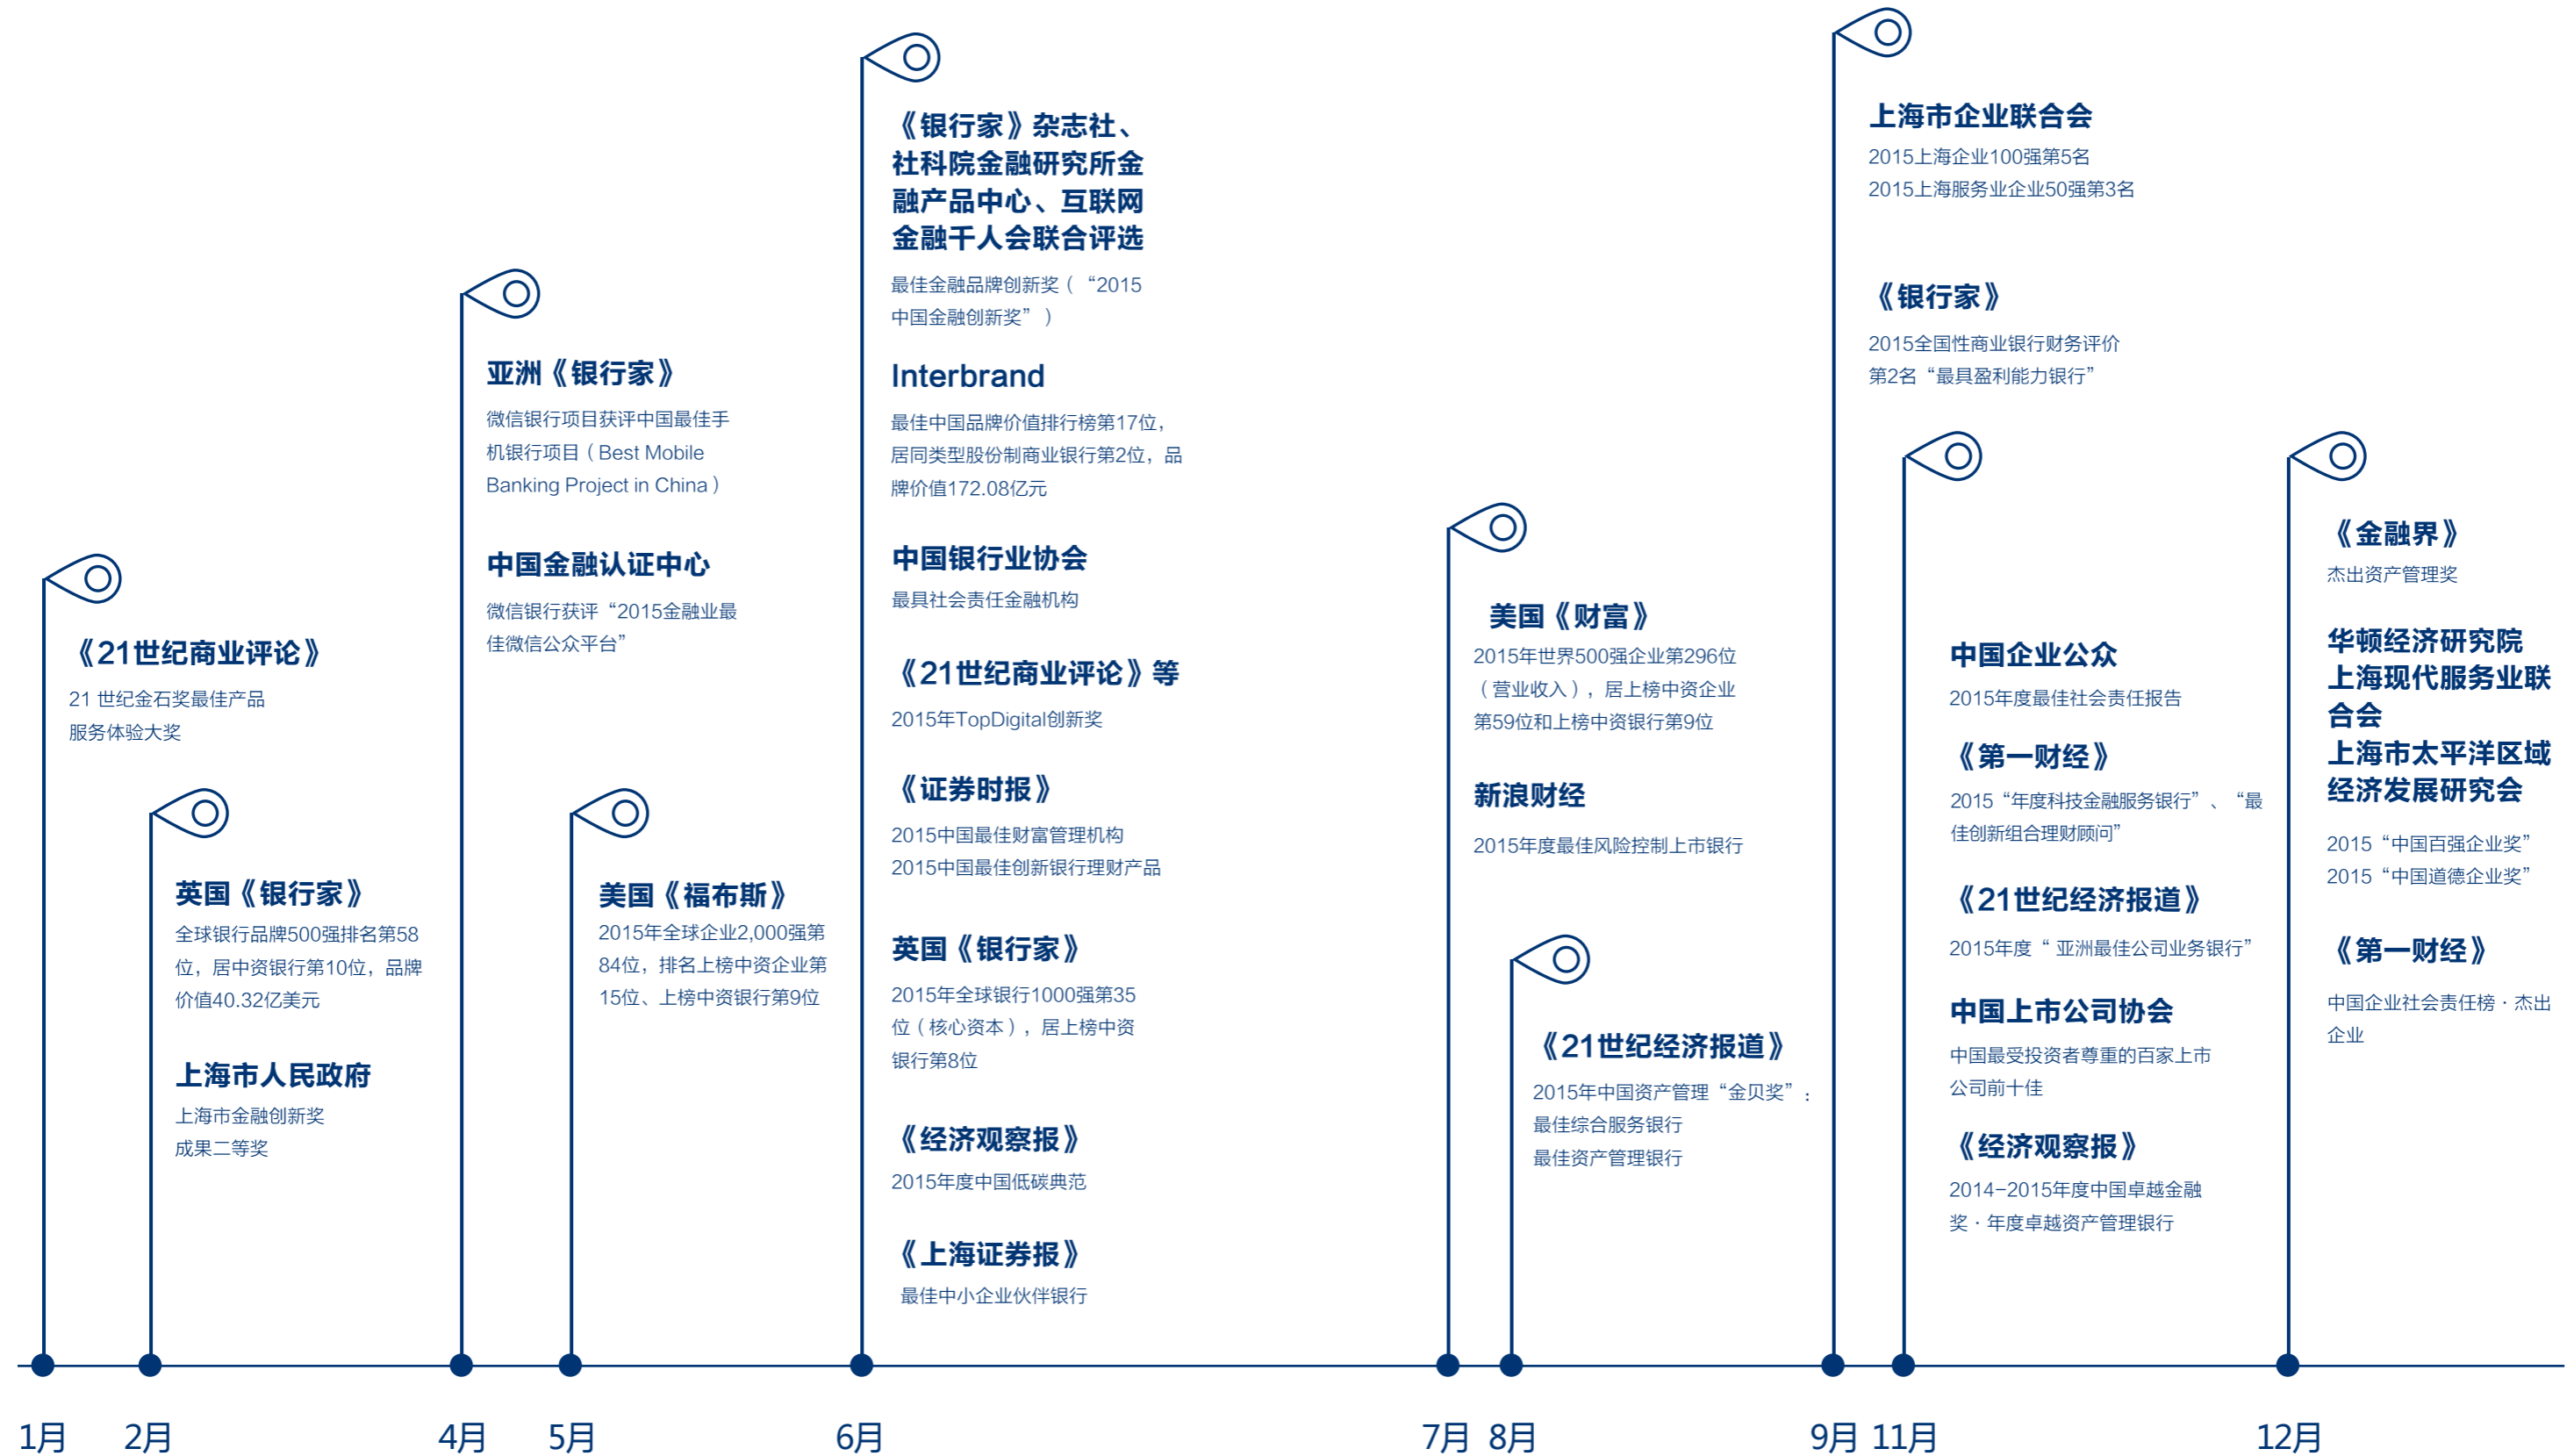 《21世纪商业评论》
21 世纪金石奖最佳产品
服务体验大奖
1月
英国《银行家》
全球银行品牌500强排名第58
位，居中资银行第10位，品牌
价值40.32亿美元
上海市人民政府
上海市金融创新奖
成果二等奖
2月
亚洲《银行家》
微信银行项目获评中国最佳手
机银行项目（Best Mobile
Banking Project in China）
中国金融认证中心
微信银行获评“2015金融业最
佳微信公众平台”
4月
美国《福布斯》
2015年全球企业2,000强第
84位，排名上榜中资企业第
15位、上榜中资银行第9位
5月
《银行家》杂志社、
社科院金融研究所金
融产品中心、互联网
金融千人会联合评选
最佳金融品牌创新奖（“2015
中国金融创新奖”）
Interbrand
最佳中国品牌价值排行榜第17位，
居同类型股份制商业银行第2位，品
牌价值172.08亿元
中国银行业协会
最具社会责任金融机构
《21世纪商业评论》等
2015年TopDigital创新奖
《证券时报》
2015中国最佳财富管理机构
2015中国最佳创新银行理财产品
英国《银行家》
2015年全球银行1000强第35
位（核心资本），居上榜中资
银行第8位
《经济观察报》
2015年度中国低碳典范
《上海证券报》
最佳中小企业伙伴银行
6月
美国《财富》
2015年世界500强企业第296位
（营业收入），居上榜中资企业
第59位和上榜中资银行第9位
新浪财经
2015年度最佳风险控制上市银行
7月
《21世纪经济报道》
2015年中国资产管理“金贝奖”：
最佳综合服务银行
最佳资产管理银行
8月
上海市企业联合会
2015上海企业100强第5名
2015上海服务业企业50强第3名
《银行家》
2015全国性商业银行财务评价
第2名“最具盈利能力银行”
9月
中国企业公众
2015年度最佳社会责任报告
《第一财经》
2015“年度科技金融服务银行”、“最
佳创新组合理财顾问”
《21世纪经济报道》
2015年度“ 亚洲最佳公司业务银行”
中国上市公司协会
中国最受投资者尊重的百家上市
公司前十佳
《经济观察报》
2014-2015年度中国卓越金融
奖·年度卓越资产管理银行
11月
《金融界》
杰出资产管理奖
华顿经济研究院
上海现代服务业联
合会
上海市太平洋区域
经济发展研究会
2015“中国百强企业奖”
2015“中国道德企业奖”
《第一财经》
中国企业社会责任榜·杰出
企业
12月